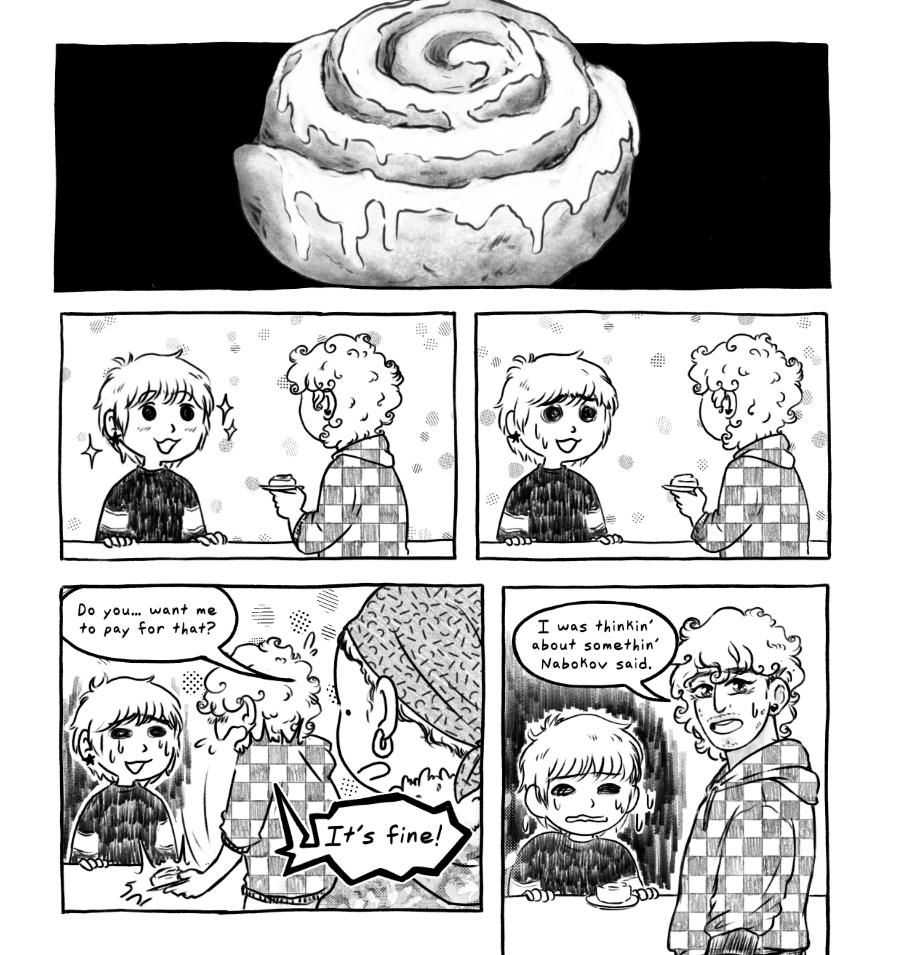 Do you... want me
to pay for that?
It's fine!
I was thinkin'
about somethin'
Nabokov said.